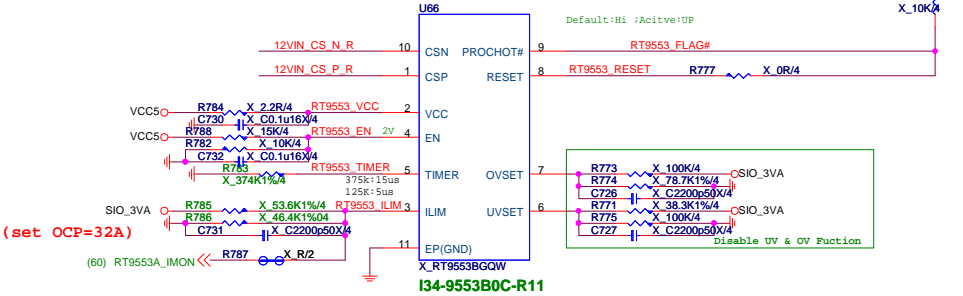 U66
X_10K/4
Default:Hi ;Acitve:UP
12VIN_CS_N_R
10
CSN
PROCHOT#
9
RT9553_FLAG#
12VIN_CS_P_R
1
CSP
RESET
8
RT9553_RESET
R777
X_0R/4
VCC5
R784
X_2.2R/4
RT9553_VCC
2
VCC
C730
X_C0.1u16X/4
VCC5
R788
X_15K/4
RT9553_EN
2V
4
EN
R782
X_10K/4
C732
X_C0.1u16X/4
R783
X_374K1%/4
RT9553_TIMER
5
TIMER
375k:15us
125K:5us
OVSET
7
R773
X_100K/4
SIO_3VA
R774
X_78.7K1%/4
C726
X_C2200p50X/4
SIO_3VA
R785
X_53.6K1%/4
RT9553_ILIM
3
ILIM
UVSET
6
R771
X_38.3K1%/4
SIO_3VA
R786
X_46.4K1%04
R775
X_100K/4
(set OCP=32A)
C731
X_C2200p50X/4
C727
X_C2200p50X/4
Disable UV & OV Fuction
11
EP(GND)
(60) RT9553A_IMON
R787
X_R/2
X_RT9553BGQW
I34-9553B0C-R11